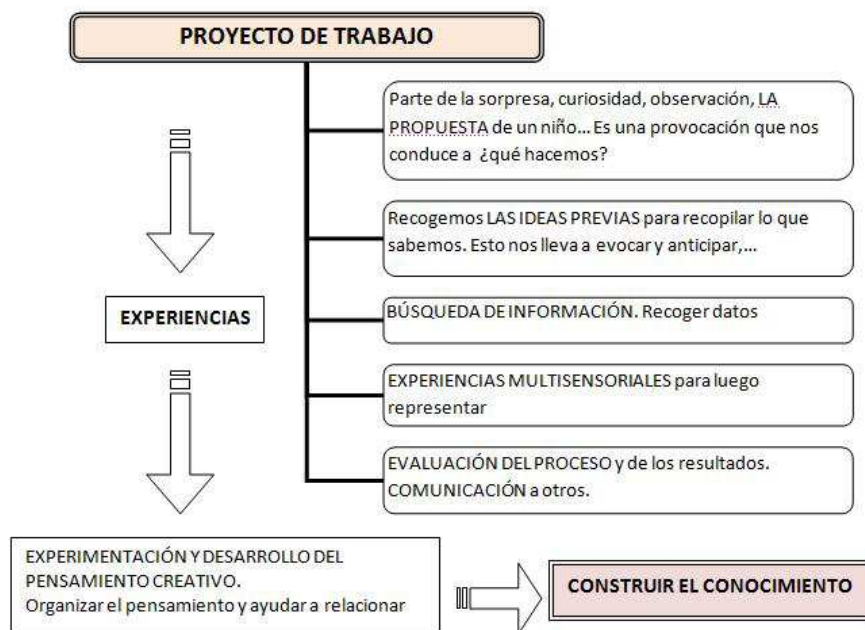 PROYECTO DE TRABAJO
Parte de la sorpresa, curiosidad, observación, LA
PROPUESTA de un niño... Es una provocación que nos
conduce a ¿qué hacemos?
Recogemos LAS IDEAS PREVIAS para recopilar lo que
sabemos. Esto nos lleva a evocar y anticipar,...
EXPERIENCIAS
BÚSQUEDA DE INFORMACIÓN. Recoger datos
EXPERIENCIAS MULTISENSORIALES para luego
representar
EVALUACIÓN DEL PROCESO y de los resultados.
COMUNICACIÓN a otros.
EXPERIMENTACIÓN Y DESARROLLO DEL
PENSAMIENTO CREATIVO.
Organizar el pensamiento y ayudar a relacionar
CONSTRUIR EL CONOCIMIENTO